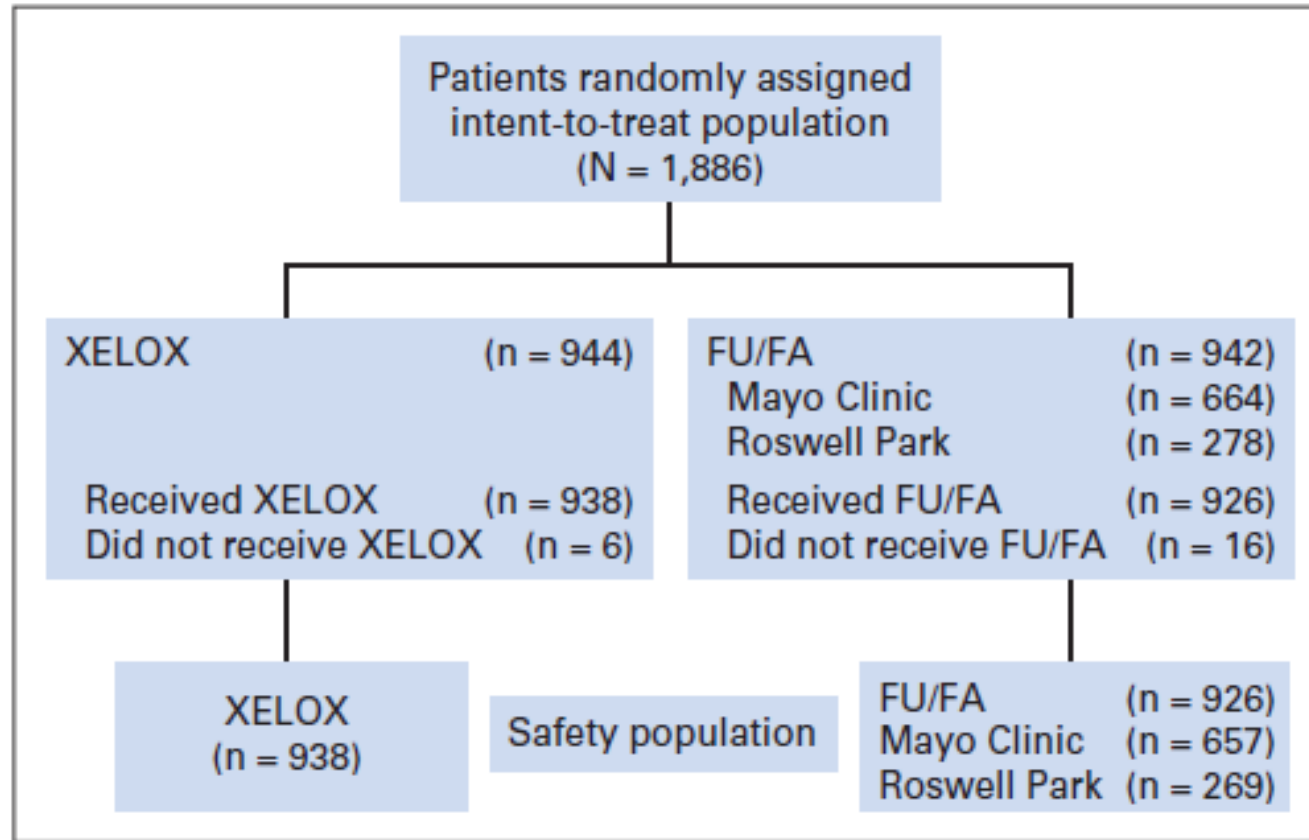 Patients randomly assigned
intent-to-treat population
(N = 1,886)
XELOX (n = 944)
Received XELOX (n = 938)
Did not receive XELOX (n = 6)
FU/FA (n = 942)
Mayo Clinic (n = 664)
Roswell Park (n = 278)
Received FU/FA (n = 926)
Did not receive FU/FA (n = 16)
XELOX
(n = 938)
Safety population
FU/FA (n = 926)
Mayo Clinic (n = 657)
Roswell Park (n = 269)